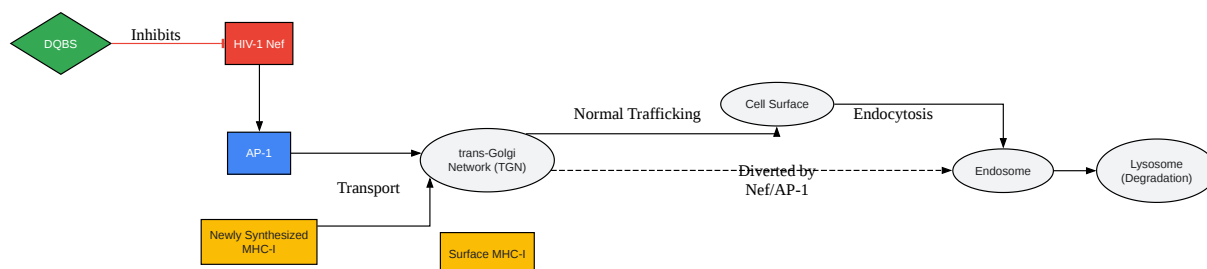 DQBS
Inhibits
HIV-1 Nef
AP-1
Transport
Newly Synthesized
MHC-I
Surface MHC-I
trans-Golgi
Network (TGN)
Normal Trafficking
Cell Surface
Endocytosis
Diverted by
Nef/AP-1
Endosome
Lysosome
(Degradation)